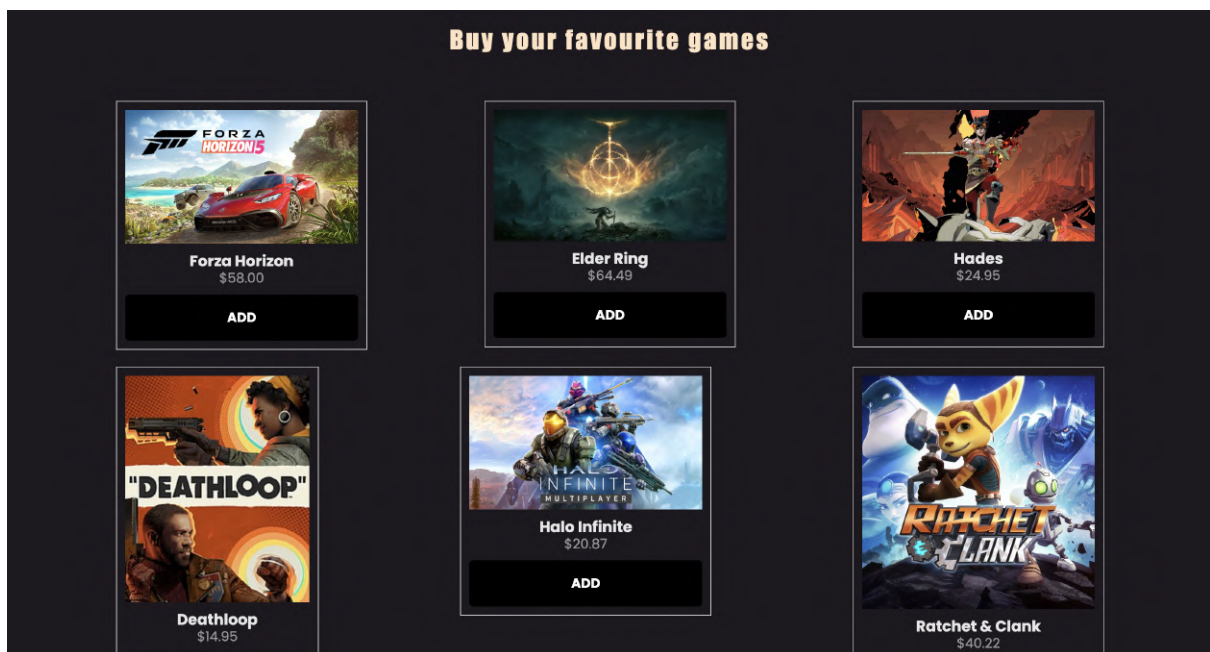 Buy your favourite games
FORZA
HORIZON 5
Forza Horizon
$58.00
ADD
Elder Ring
$64.49
ADD
Hades
$24.95
ADD
"DEATHLOOP"
Deathloop
$14.95
HALO
INFINITE
MULTIPLAYER
Halo Infinite
$20.87
ADD
RATCHET
& CLANK
Ratchet & Clank
$40.22